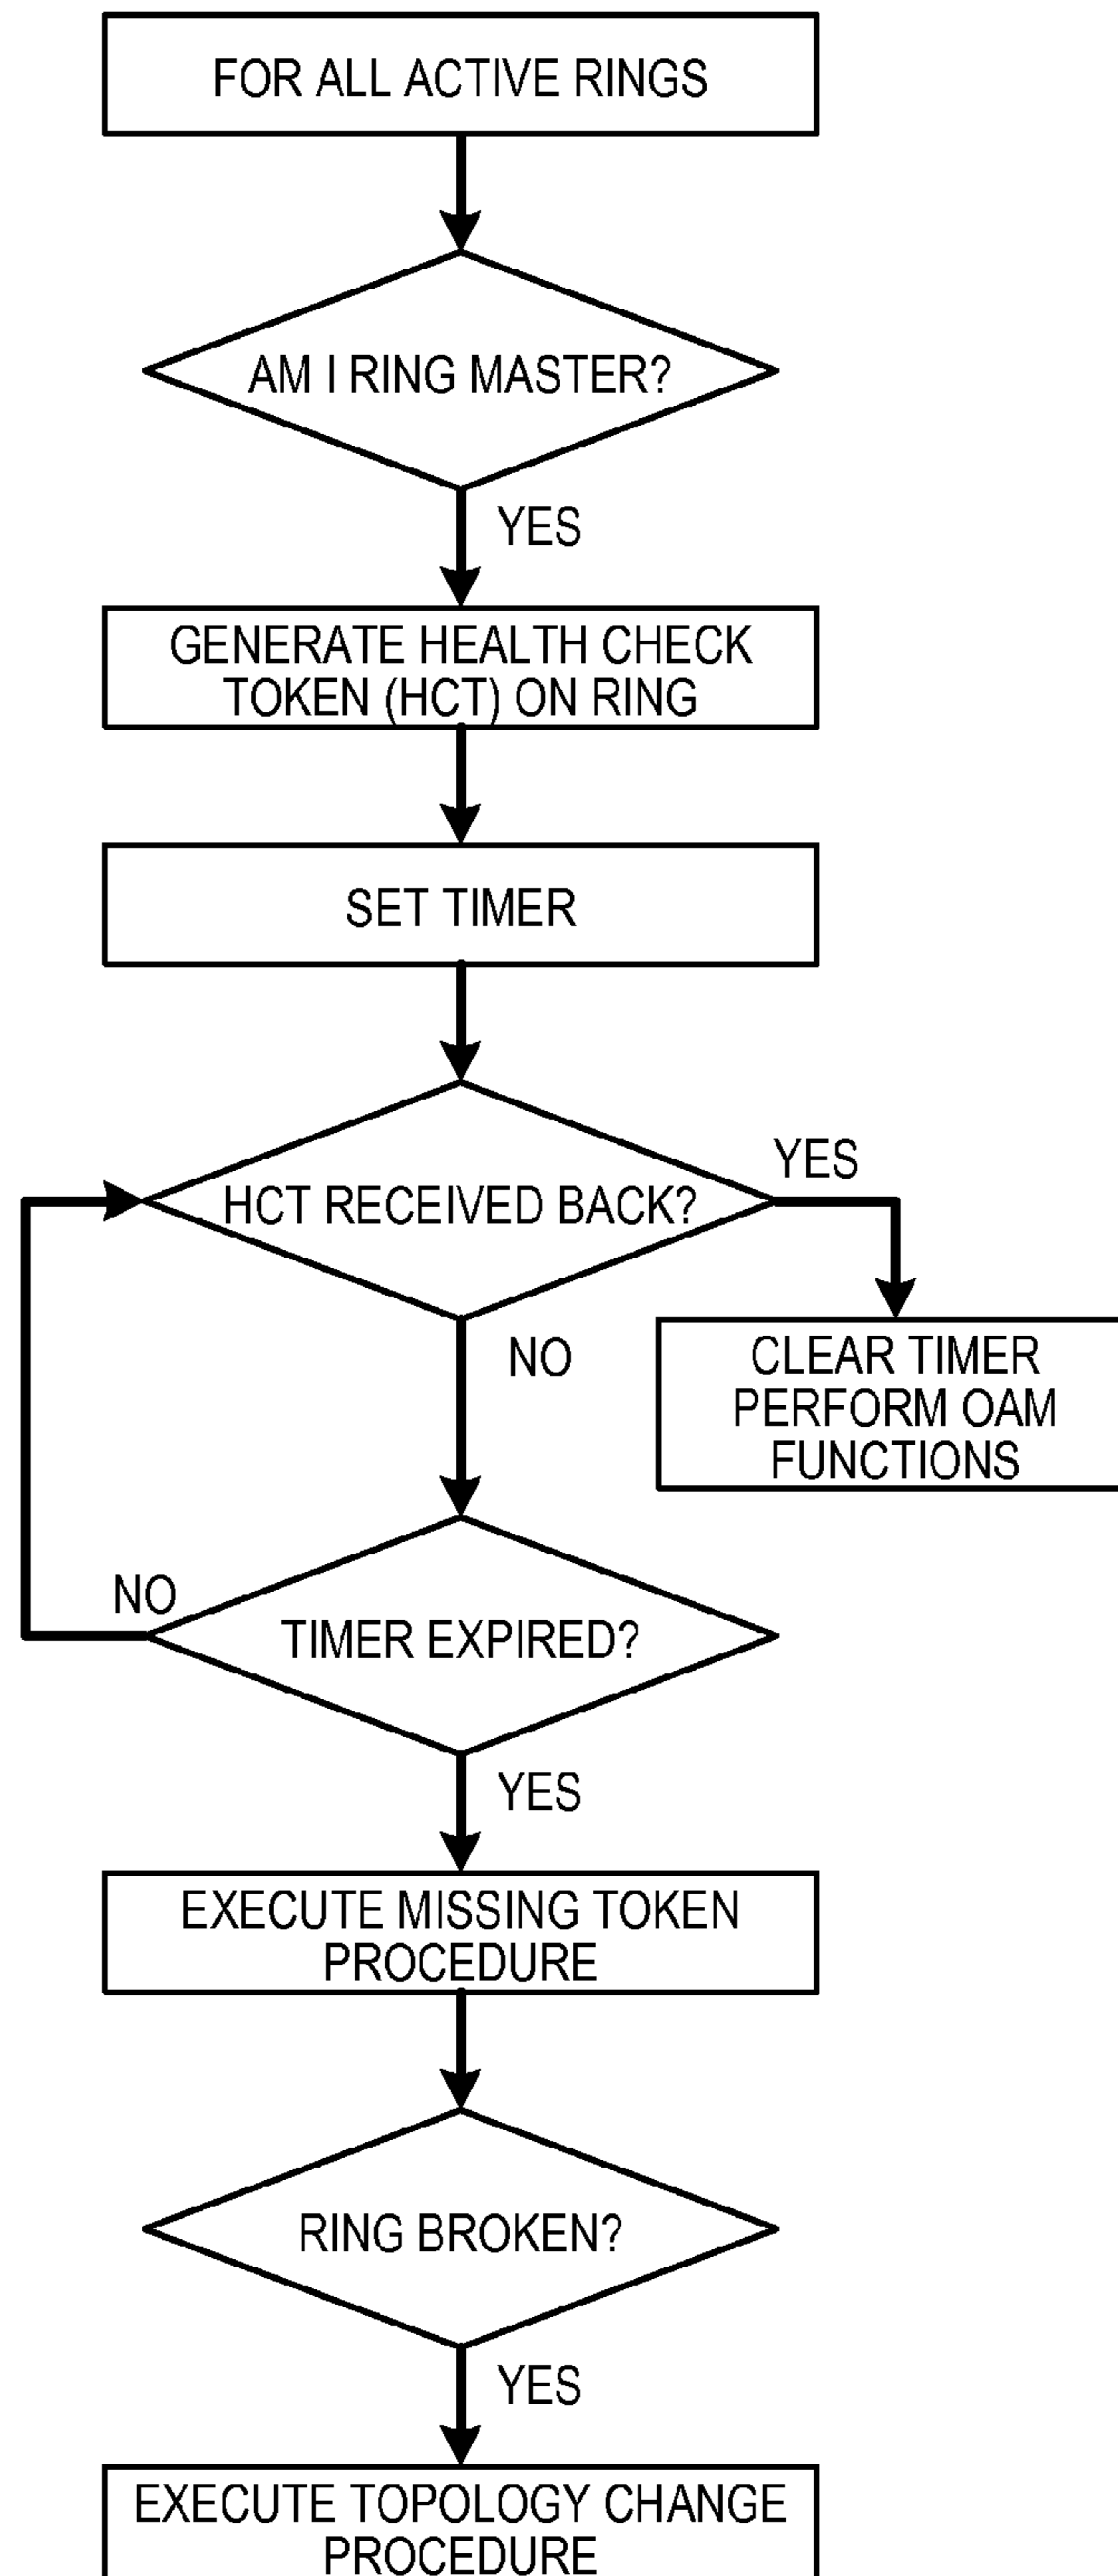 FOR ALL ACTIVE RINGS
AM I RING MASTER?
YES
GENERATE HEALTH CHECK
TOKEN (HCT) ON RING
SET TIMER
HCT RECEIVED BACK?
YES
NO
CLEAR TIMER
PERFORM OAM
FUNCTIONS
NO
TIMER EXPIRED?
YES
EXECUTE MISSING TOKEN
PROCEDURE
RING BROKEN?
YES
EXECUTE TOPOLOGY CHANGE
PROCEDURE